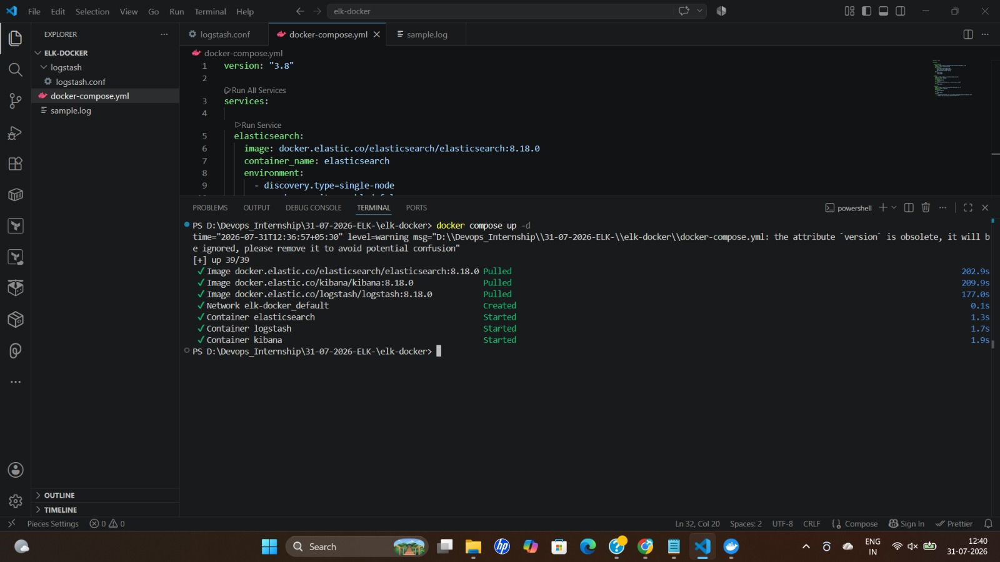 File Edit Selection View Go Run Terminal Help
elk-docker
EXPLORER
ELK-DOCKER
logstash
logstash.conf
docker-compose.yml
sample.log
OUTLINE
TIMELINE
logstash.conf docker-compose.yml sample.log
docker-compose.yml
1 version: "3.8"
2
Run All Services
3 services:
4
Run Service
5 elasticsearch:
6 image: docker.elastic.co/elasticsearch/elasticsearch:8.18.0
7 container_name: elasticsearch
8 environment:
9 - discovery.type=single-node
PROBLEMS OUTPUT DEBUG CONSOLE TERMINAL PORTS
powershell
PS D:\Devops_Internship\31-07-2026-ELK-\elk-docker> docker compose up -d
time="2026-07-31T12:36:57+05:30" level=warning msg="D:\\Devops_Internship\\31-07-2026-ELK-\\elk-docker\\docker-compose.yml: the attribute `version` is obsolete, it will b
e ignored, please remove it to avoid potential confusion"
[+] up 39/39
✓ Image docker.elastic.co/elasticsearch/elasticsearch:8.18.0 Pulled 202.9s
✓ Image docker.elastic.co/kibana/kibana:8.18.0 Pulled 209.9s
✓ Image docker.elastic.co/logstash/logstash:8.18.0 Pulled 177.0s
✓ Network elk-docker_default Created 0.1s
✓ Container elasticsearch Started 1.3s
✓ Container logstash Started 1.7s
✓ Container kibana Started 1.9s
PS D:\Devops_Internship\31-07-2026-ELK-\elk-docker>
Pieces Settings 0 0 Ln 32, Col 20 Spaces: 2 UTF-8 CRLF Compose Sign In Prettier
Search
hp
ENG
IN
12:40
31-07-2026